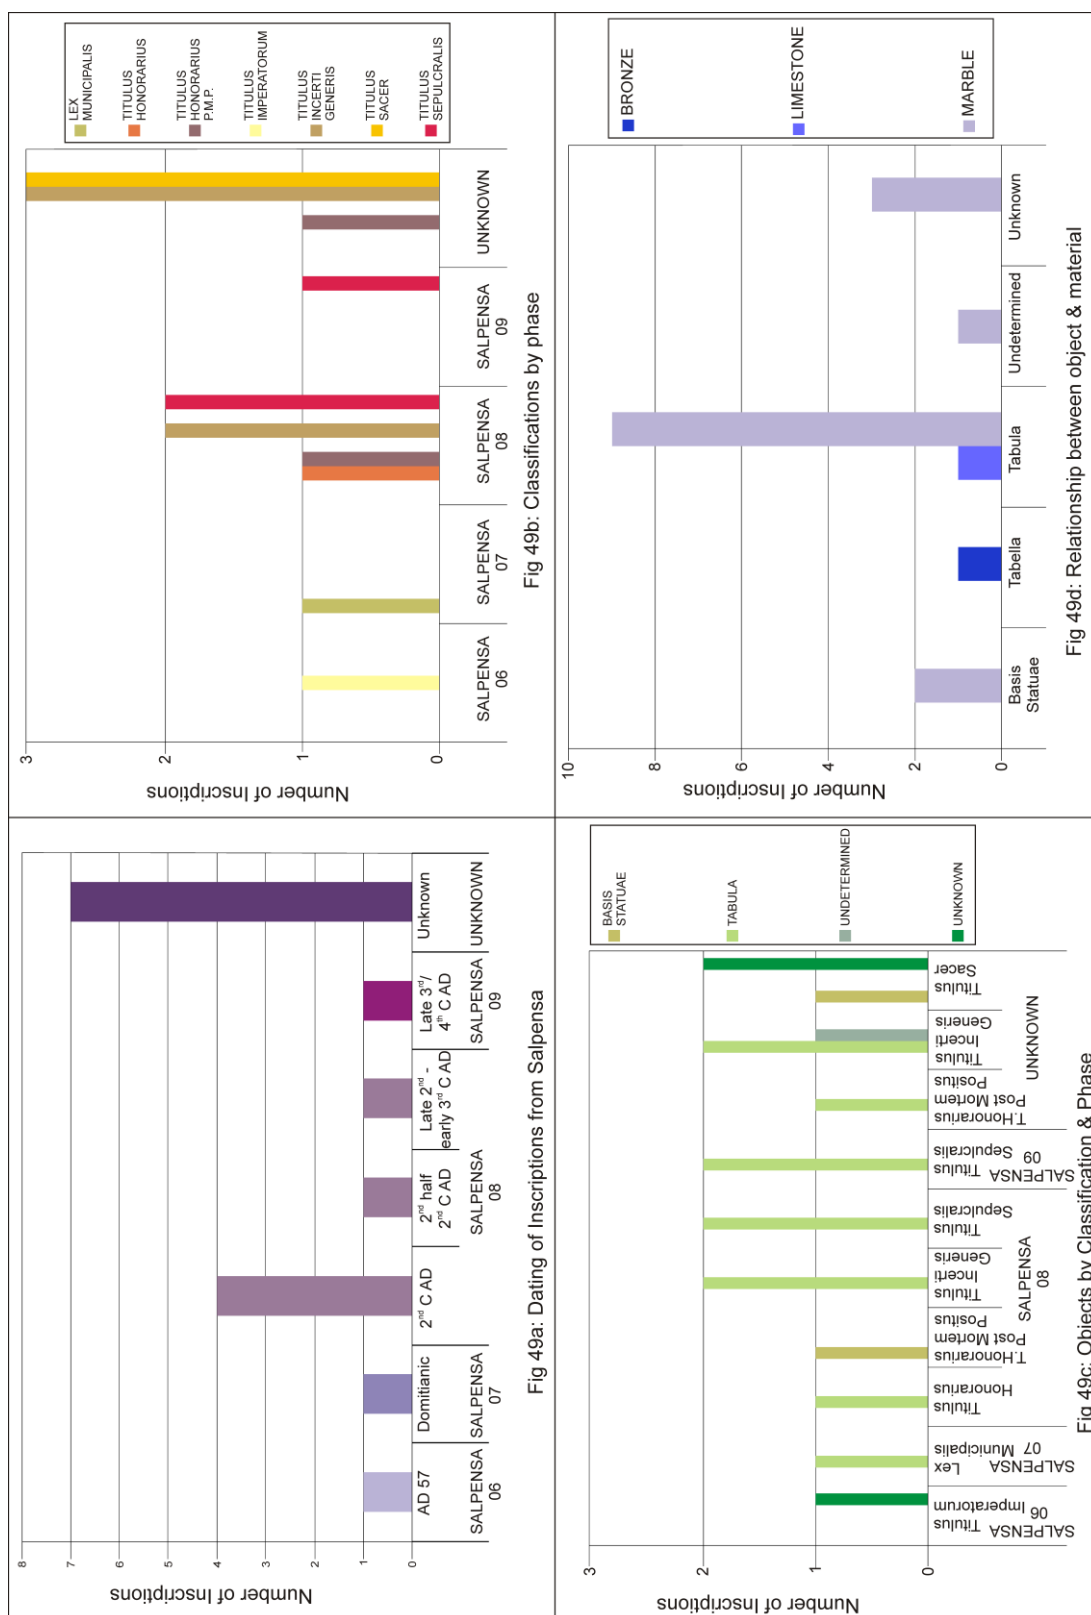 8
7
6
5
4
3
2
1
0
Number of Inscriptions
AD 57
Domitianic
2nd C AD
2nd half
2nd C AD
Late 2nd -
early 3rd C AD
Late 3rd/
4th C AD
Unknown
SALPENSA
06
SALPENSA
07
SALPENSA
08
SALPENSA
09
UNKNOWN
Fig 49a: Dating of Inscriptions from Salpensa
3
2
1
0
Number of Inscriptions
SALPENSA
06
SALPENSA
07
SALPENSA
08
SALPENSA
09
UNKNOWN
LEX
MUNICIPALIS
TITULUS
HONORARIUS
TITULUS
HONORARIUS
P.M.P.
TITULUS
IMPERATORUM
TITULUS
INCERTI
GENERIS
TITULUS
SACER
TITULUS
SEPULCRALIS
Fig 49b: Classifications by phase
3
2
1
0
Number of Inscriptions
Titulus
Imperatorum
Lex
Municipalis
Titulus
Honorarius
T.Honorarius
Post Mortem
Positus
Titulus
Incerti
Generis
Titulus
Sepulcralis
Titulus
Sepulcralis
T.Honorarius
Post Mortem
Positus
Titulus
Incerti
Generis
Titulus
Sacer
SALPENSA
06
SALPENSA
07
SALPENSA
08
SALPENSA
09
UNKNOWN
BASIS
STATUAE
TABULA
UNDETERMINED
UNKNOWN
Fig 49c: Objects by Classification & Phase
10
8
6
4
2
0
Number of Inscriptions
Basis
Statuae
Tabella
Tabula
Undetermined
Unknown
BRONZE
LIMESTONE
MARBLE
Fig 49d: Relationship between object & material